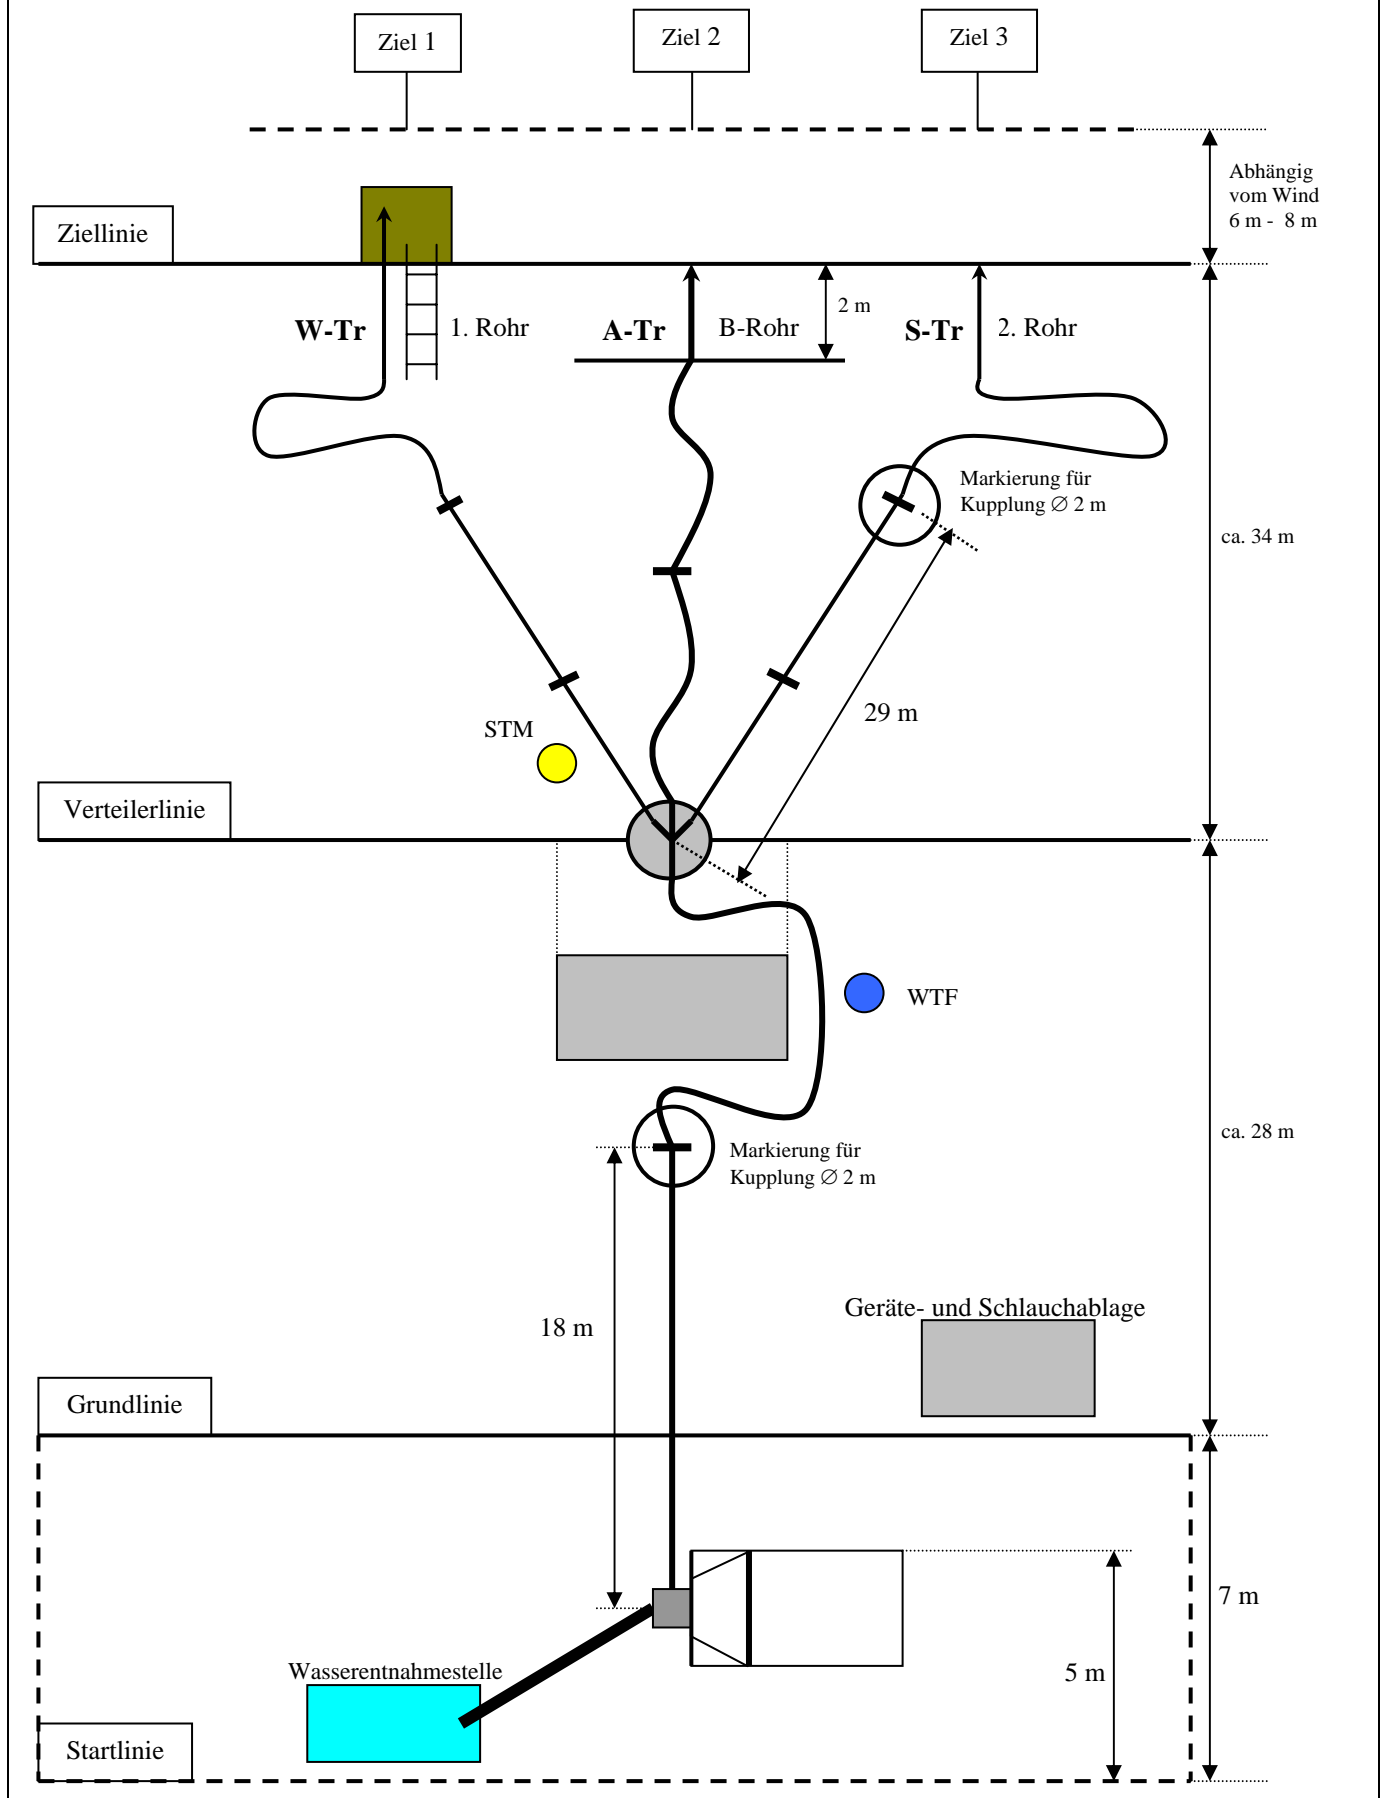 Ziel 1
Ziel 2
Ziel 3
Abhängig
vom Wind
6 m - 8 m
Ziellinie
W-Tr
1. Rohr
A-Tr
B-Rohr
2 m
S-Tr
2. Rohr
Markierung für
Kupplung ∅ 2 m
ca. 34 m
29 m
STM
Verteilerlinie
WTF
Markierung für
Kupplung ∅ 2 m
ca. 28 m
Geräte- und Schlauchablage
18 m
Grundlinie
7 m
Wasserentnahmestelle
5 m
Startlinie